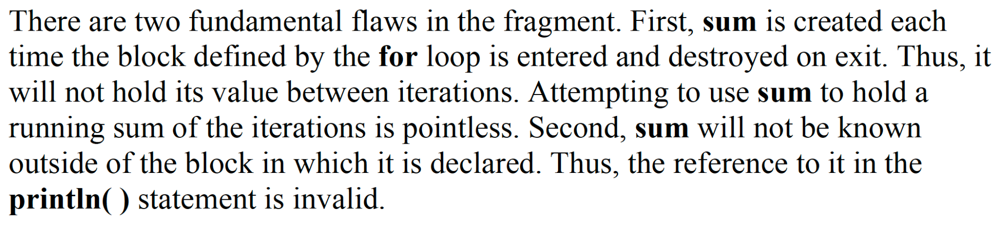 There are two fundamental flaws in the fragment. First, sum is created each
time the block defined by the for loop is entered and destroyed on exit. Thus, it
will not hold its value between iterations. Attempting to use sum to hold a
running sum of the iterations is pointless. Second, sum will not be known
outside of the block in which it is declared. Thus, the reference to it in the
println( ) statement is invalid.